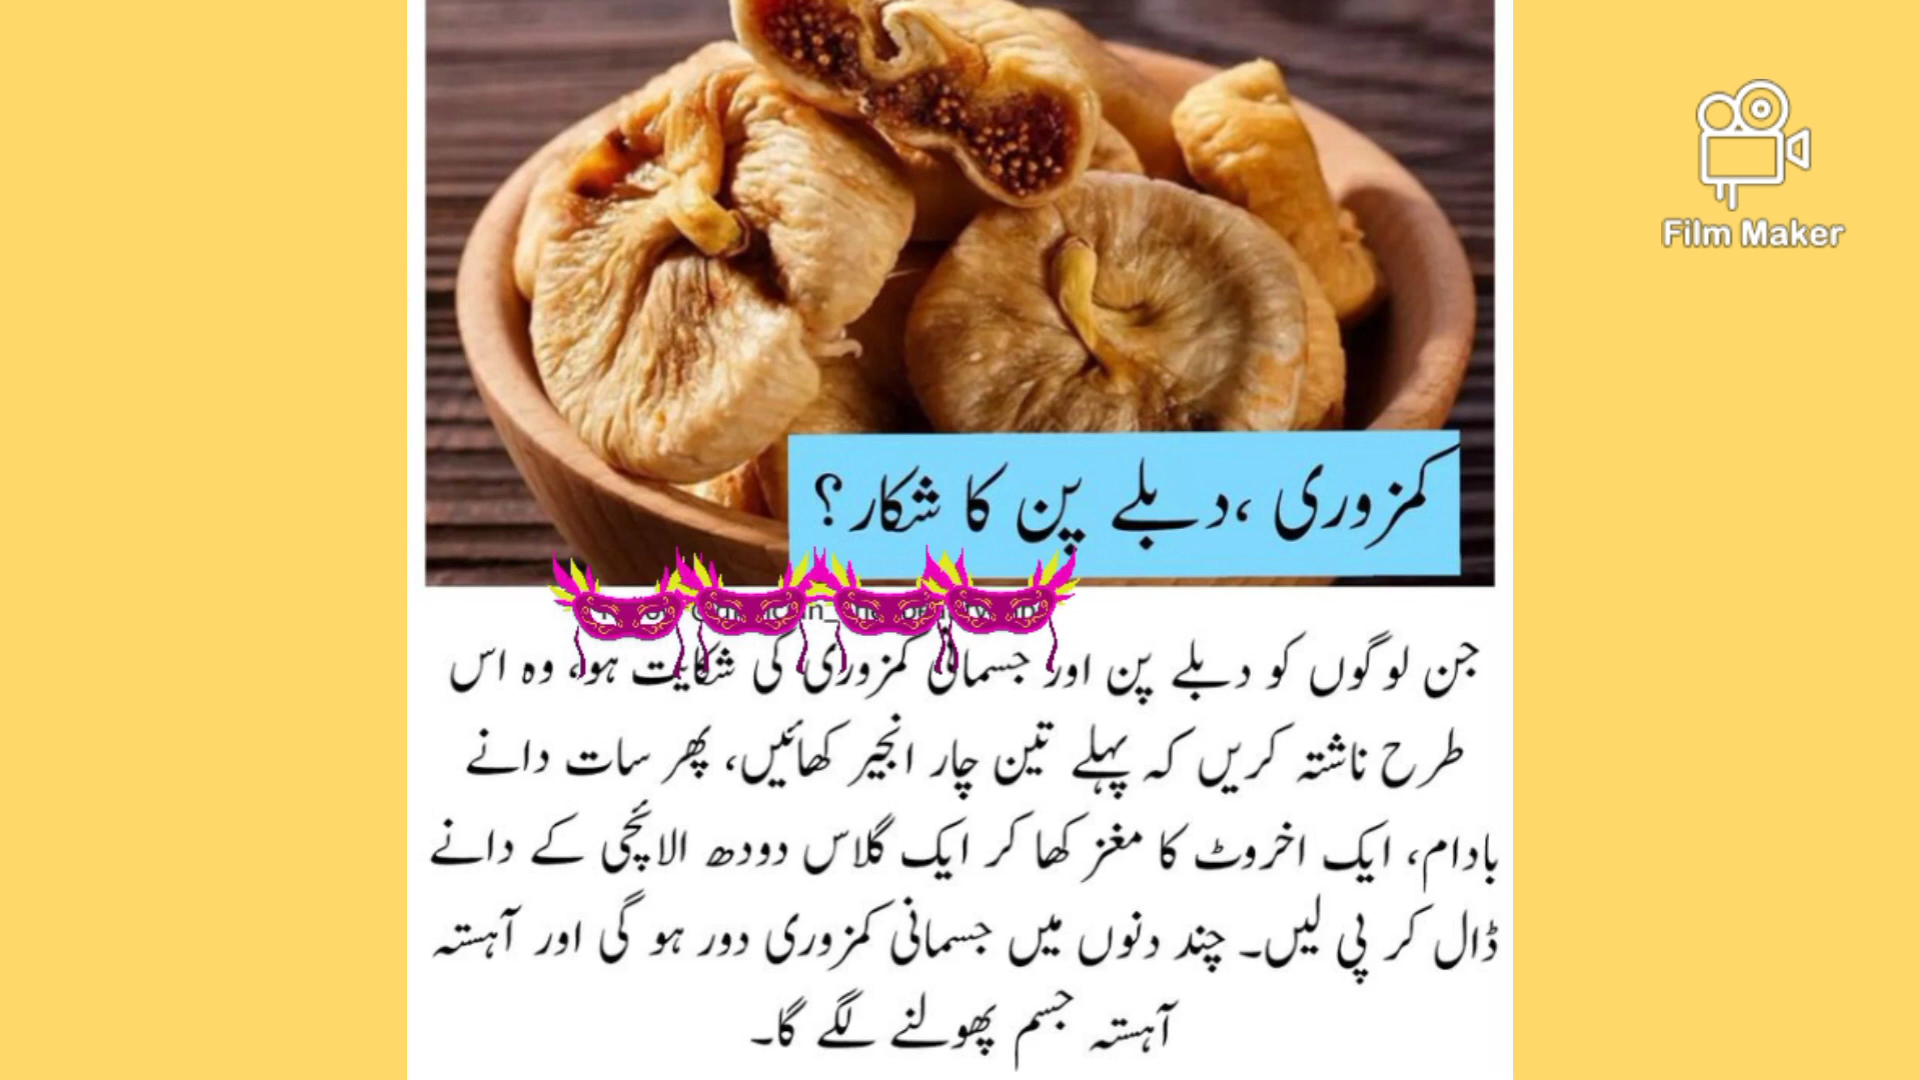 Film Maker
کمزوری ،دبلے پن کا شکار؟
جن لوگوں کو دبلے پن اور جسمانی کمزوری کی شکایت ہو، وہ اس
طرح ناشتہ کریں کہ پہلے تین چار انجیر کھائیں، پھر سات دانے
بادام، ایک اخروٹ کا مغز کھا کر ایک گلاس دودھ الائچی کے دانے
ڈال کر پی لیں۔ چند دنوں میں جسمانی کمزوری دور ہو گی اور آہستہ
آہستہ جسم پھولنے لگے گا۔